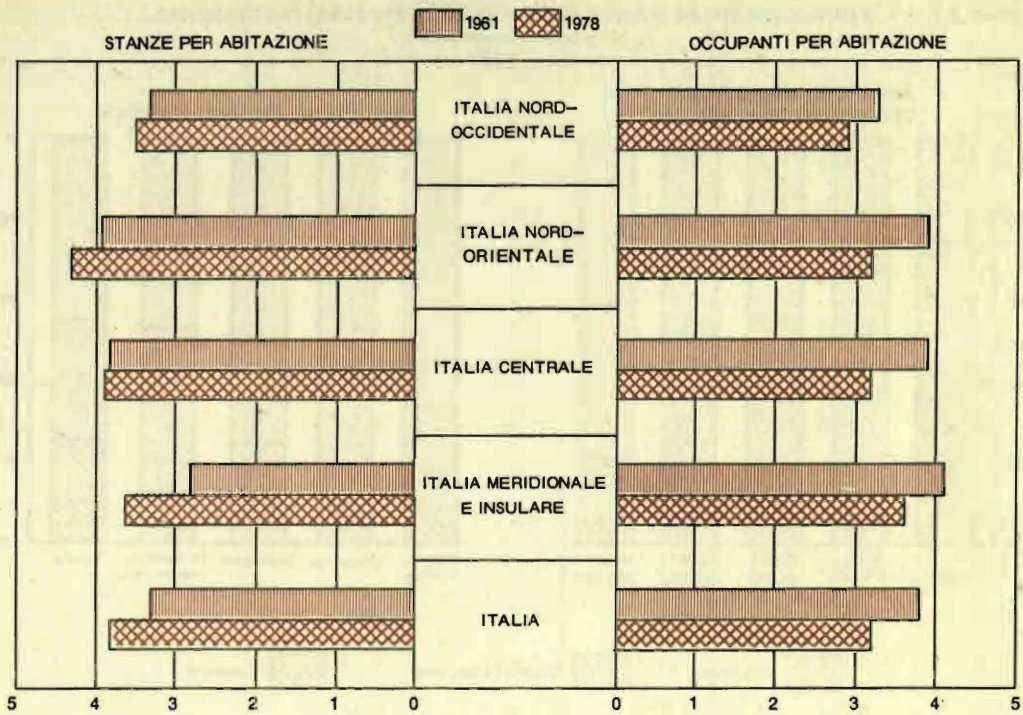 1961 1978
STANZE PER ABITAZIONE OCCUPANTI PER ABITAZIONE
ITALIA NORD-
OCCIDENTALE
ITALIA NORD-
ORIENTALE
ITALIA CENTRALE
ITALIA MERIDIONALE
E INSULARE
ITALIA
5 4 3 2 1 0 0 1 2 3 4 5